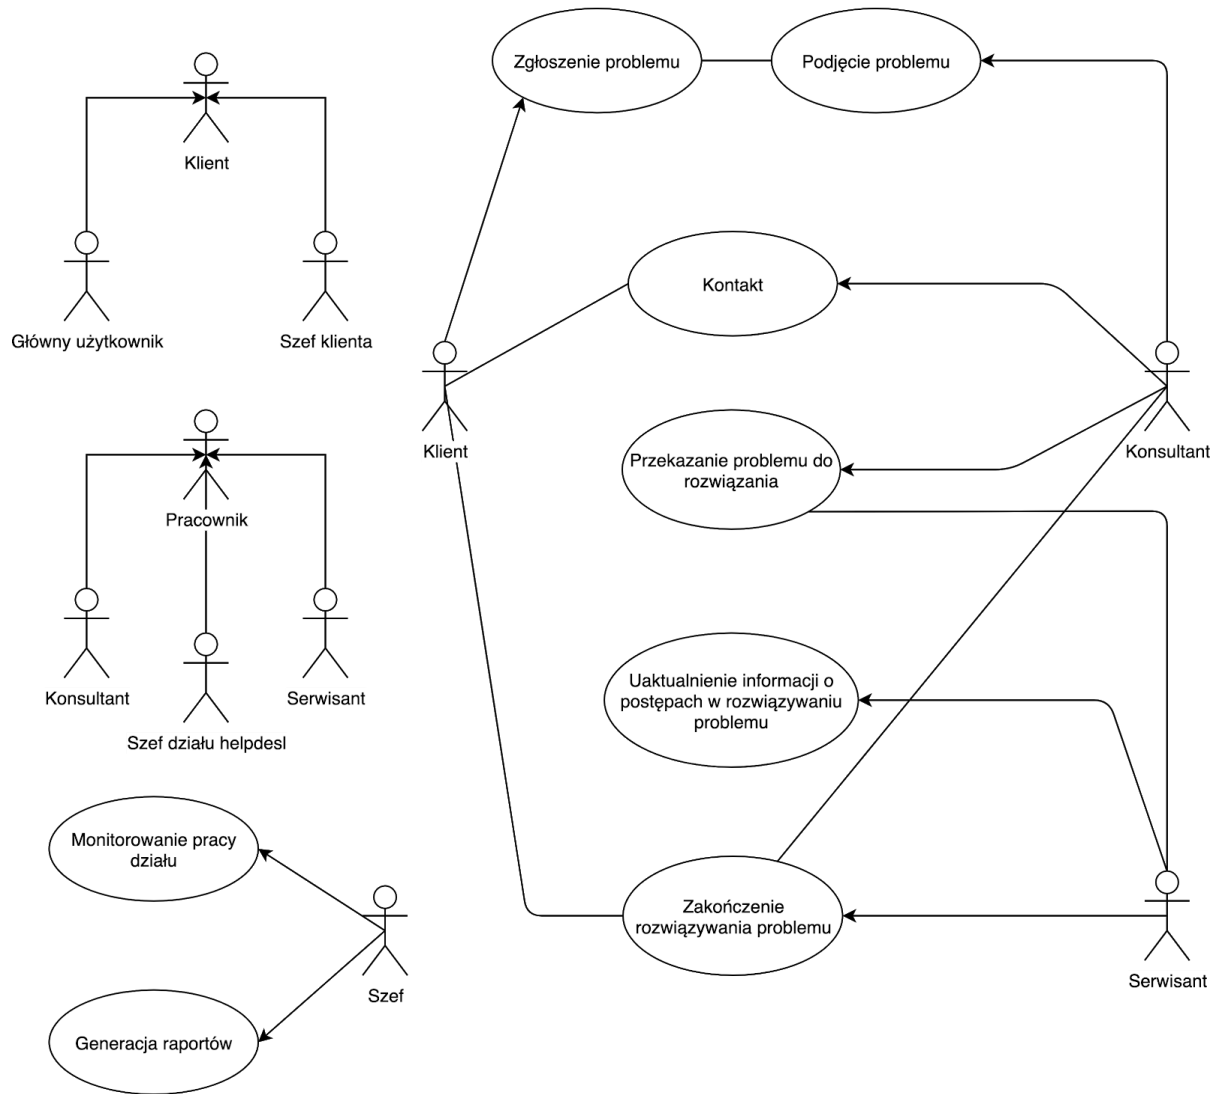 Zgłoszenie problemu
Podjęcie problemu
Klient
Główny użytkownik
Szef klienta
Kontakt
Klient
Konsultant
Przekazanie problemu do
rozwiązania
Pracownik
Konsultant
Serwisant
Szef działu helpdesl
Uaktualnienie informacji o
postępach w rozwiązywaniu
problemu
Monitorowanie pracy
działu
Szef
Generacja raportów
Zakończenie
rozwiązywania problemu
Serwisant